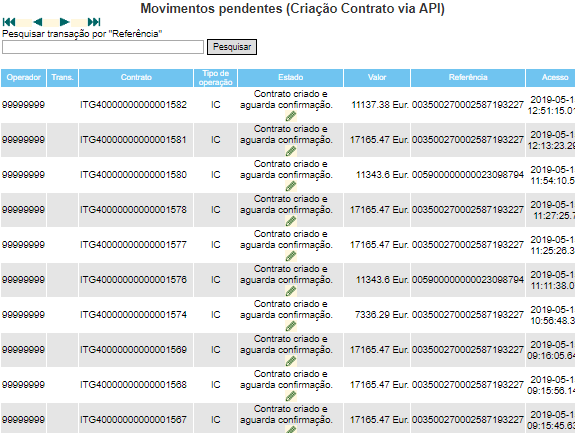 Movimentos pendentes (Criação Contrato via API)
Pesquisar transação por "Referência"
Pesquisar
Operador Trans. Contrato Tipo de operação Estado Valor Referência Acesso
99999999 ITG40000000000001582 IC Contrato criado e aguarda confirmação. 11137.38 Eur. 003500270002587193227 2019-05-1 12:51:15.01
99999999 ITG40000000000001581 IC Contrato criado e aguarda confirmação. 17165.47 Eur. 003500270002587193227 2019-05-1 12:13:23.29
99999999 ITG40000000000001580 IC Contrato criado e aguarda confirmação. 11343.6 Eur. 005900000000023098794 2019-05-1 11:54:10.5
99999999 ITG40000000000001578 IC Contrato criado e aguarda confirmação. 17165.47 Eur. 003500270002587193227 2019-05-1 11:27:25.7
99999999 ITG40000000000001577 IC Contrato criado e aguarda confirmação. 17165.47 Eur. 003500270002587193227 2019-05-1 11:25:26.3
99999999 ITG40000000000001576 IC Contrato criado e aguarda confirmação. 11343.6 Eur. 005900000000023098794 2019-05-1 11:11:38.0
99999999 ITG40000000000001574 IC Contrato criado e aguarda confirmação. 7336.29 Eur. 003500270002587193227 2019-05-1 10:56:48.3
99999999 ITG40000000000001569 IC Contrato criado e aguarda confirmação. 17165.47 Eur. 003500270002587193227 2019-05-1 09:16:05.64
99999999 ITG40000000000001568 IC Contrato criado e aguarda confirmação. 17165.47 Eur. 003500270002587193227 2019-05-1 09:15:56.14
99999999 ITG40000000000001567 IC Contrato criado e aguarda confirmação. 17165.47 Eur. 003500270002587193227 2019-05-1 09:15:45.63